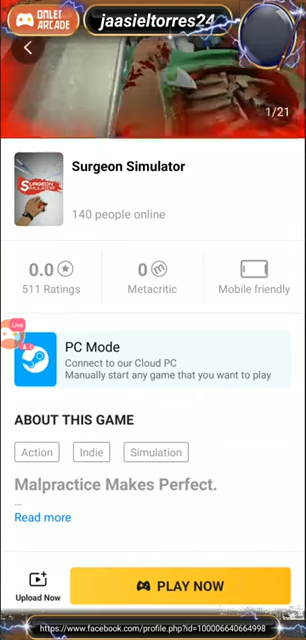 OMLET
ARCADE
jaasieltorres24
1/21
SURGEON
SIMULATOR
Surgeon Simulator
140 people online
0.0
511 Ratings
0 m
Metacritic
Mobile friendly
Live
PC Mode
Connect to our Cloud PC
Manually start any game that you want to play
ABOUT THIS GAME
Action
Indie
Simulation
Malpractice Makes Perfect.
...
Read more
Upload Now
PLAY NOW
https://www.facebook.com/profile.php?id=100006640664998